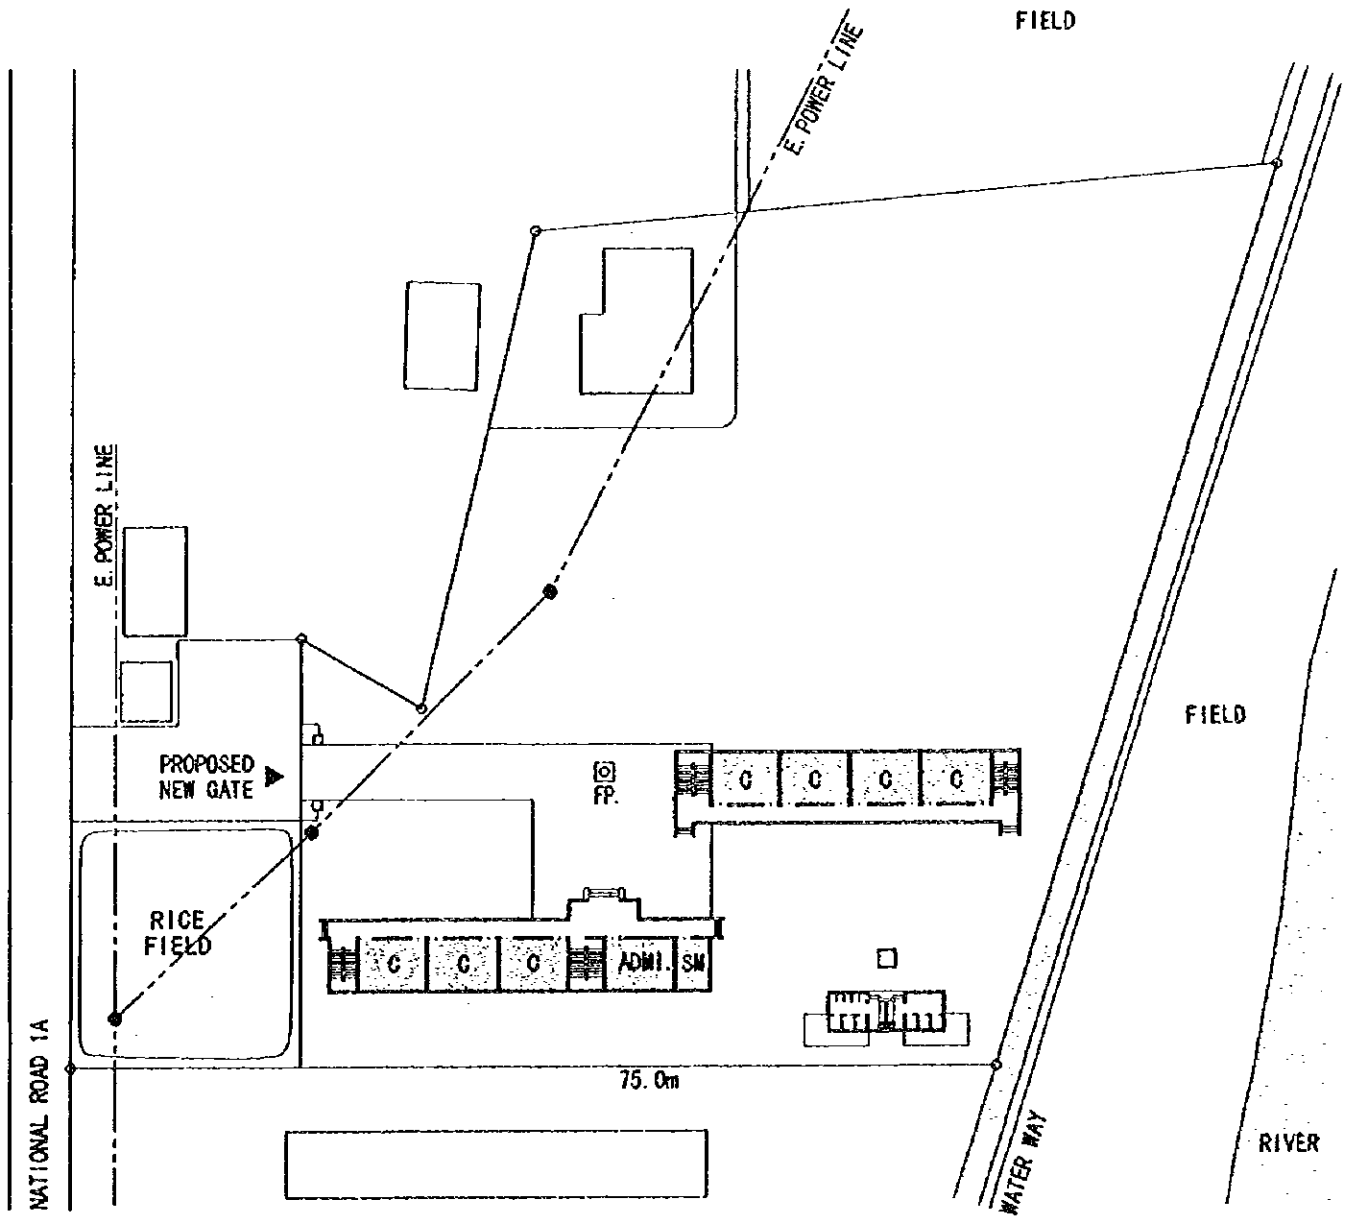 FIELD
E. POWER LINE
E. POWER LINE
PROPOSED
NEW GATE
FP.
C
C
C
C
FIELD
RICE
FIELD
C
C
C
ADMI.
SM
NATIONAL ROAD 1A
75.0m
WATER WAY
RIVER